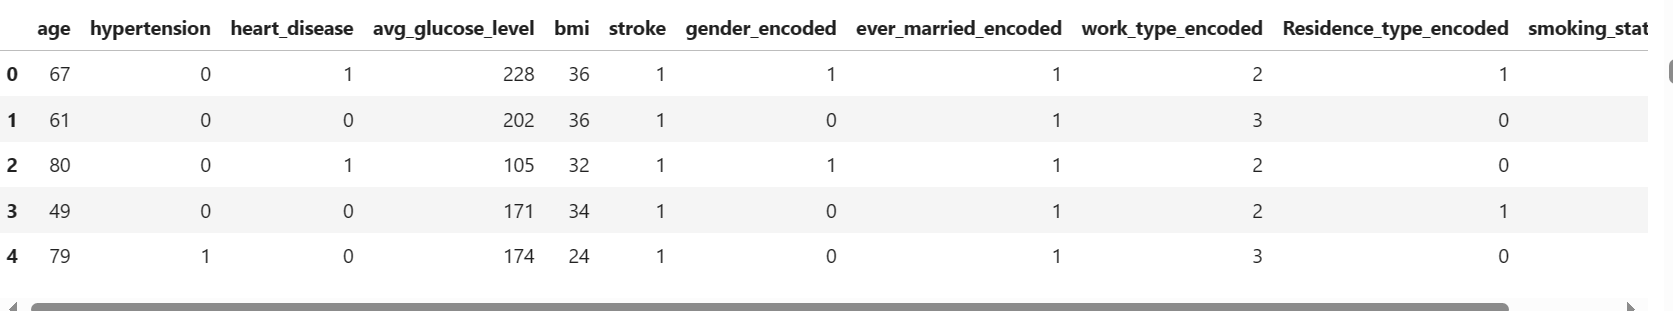 age hypertension heart_disease avg_glucose_level bmi stroke gender_encoded ever_married_encoded work_type_encoded Residence_type_encoded smoking_stat
0 67 0 1 228 36 1 1 1 2 1
1 61 0 0 202 36 1 0 1 3 0
2 80 0 1 105 32 1 1 1 2 0
3 49 0 0 171 34 1 0 1 2 1
4 79 1 0 174 24 1 0 1 3 0